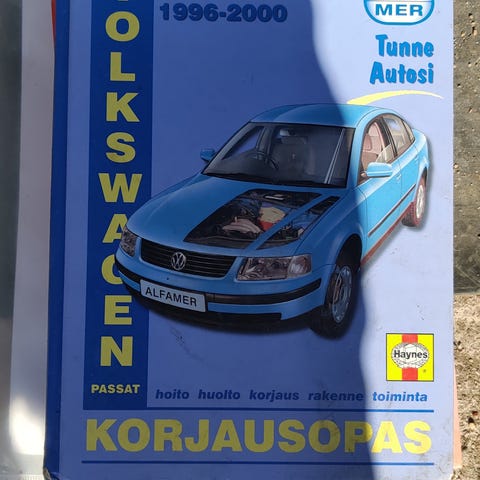 OLKSWAGEN
PASSAT
1996-2000
MER
Tunne
Autosi
ALFAMER
Haynes
hoito huolto korjaus rakenne toiminta
KORJAUSOPAS